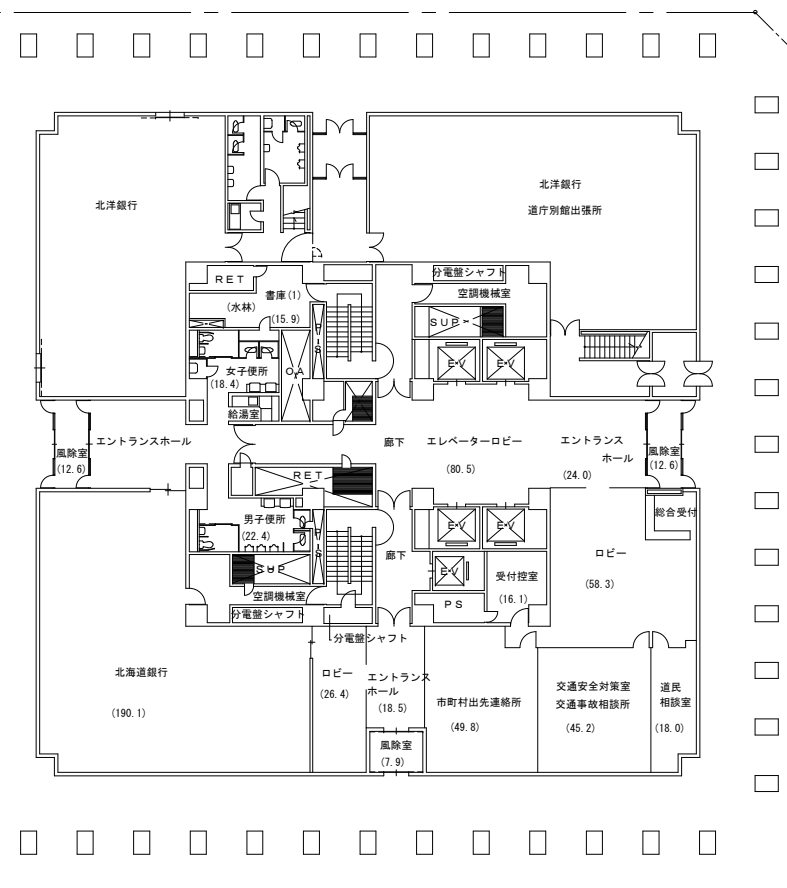 北洋銀行
北洋銀行
道庁別館出張所
RET
書庫(1)
(水林)
(15.9)
PS
分電盤シャフト
空調機械室
SUP
EV
EV
女子便所
(18.4)
OA
給湯室
風除室
(12.6)
エントランスホール
廊下
エレベーターロビー
(80.5)
エントランス
ホール
(24.0)
風除室
(12.6)
RET
男子便所
(22.4)
PS
SUP
空調機械室
分電盤シャフト
廊下
EV
EV
EV
PS
受付控室
(16.1)
総合受付
ロビー
(58.3)
分電盤シャフト
北海道銀行
(190.1)
ロビー
(26.4)
エントランス
ホール
(18.5)
風除室
(7.9)
市町村出先連絡所
(49.8)
交通安全対策室
交通事故相談所
(45.2)
道民
相談室
(18.0)